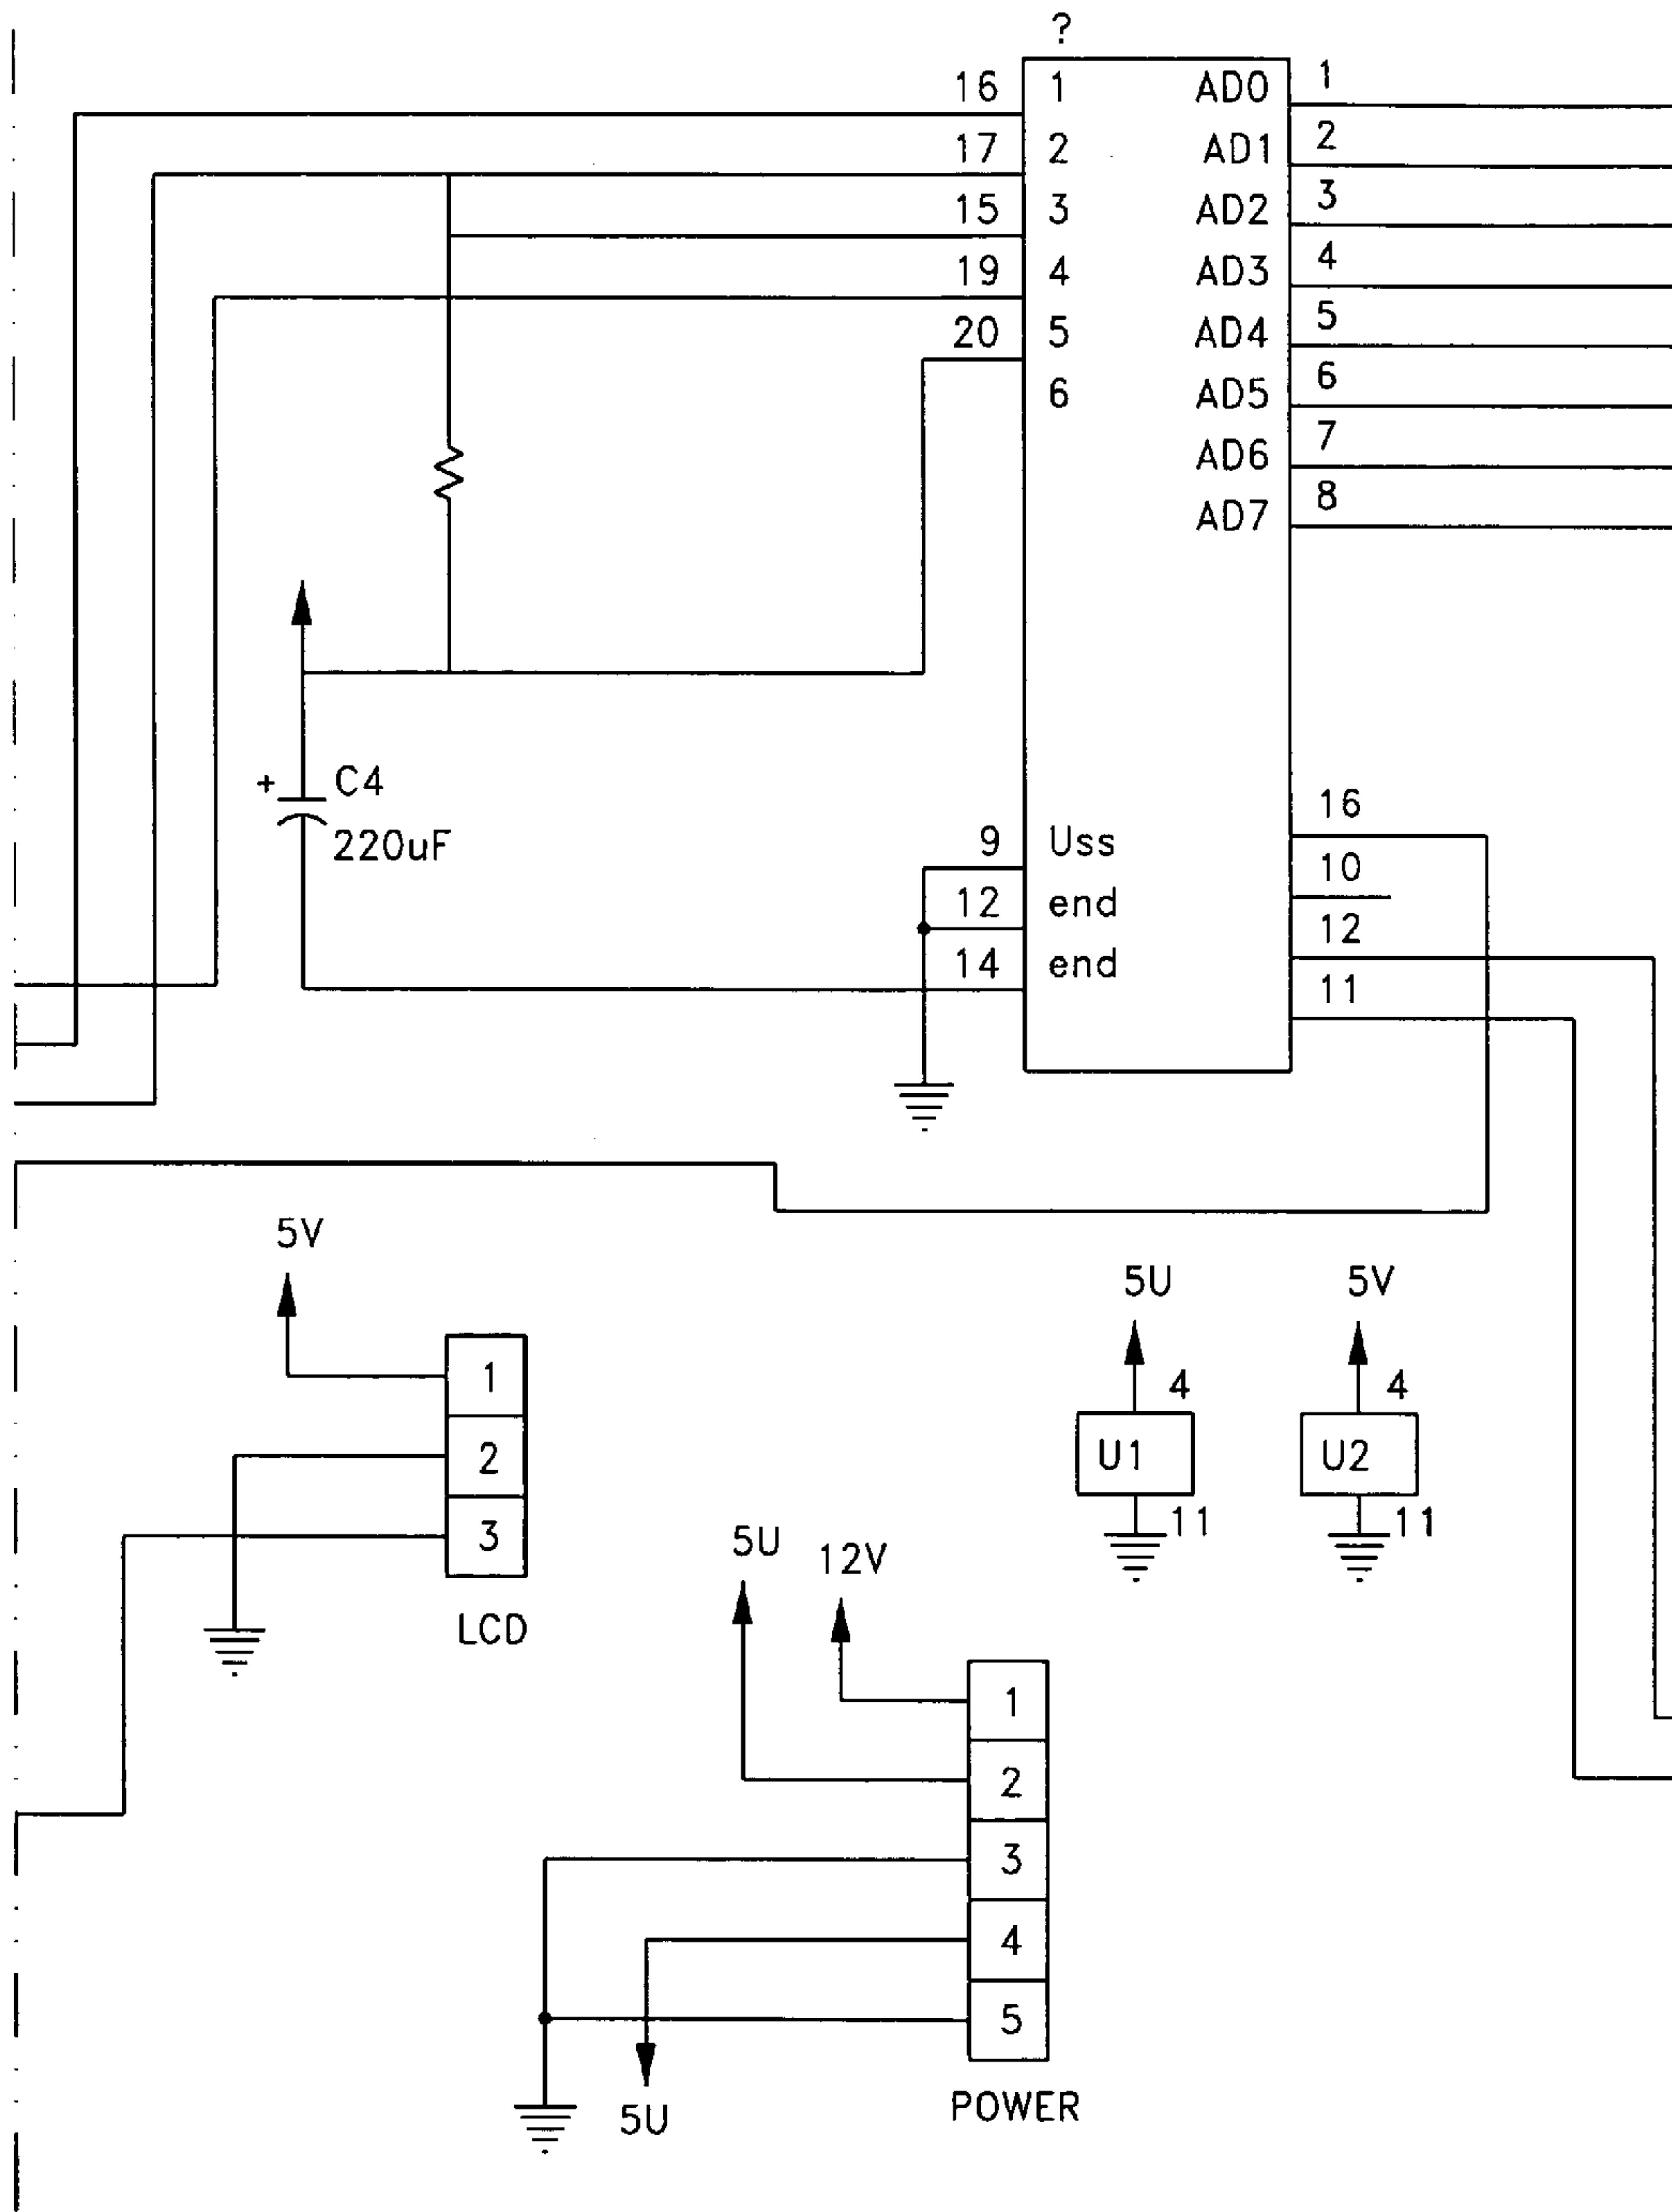 ?
16 1 AD0 1
17 2 AD1 2
15 3 AD2 3
19 4 AD3 4
20 5 AD4 5
6 AD5 6
AD6 7
AD7 8
+ C4
220uF
16
9 Uss
10
12 end
12
14 end
11
5V
5U 5V
1
4 4
2
U1 U2
3
11 11
LCD
5U 12V
1
2
3
4
5
POWER
5U